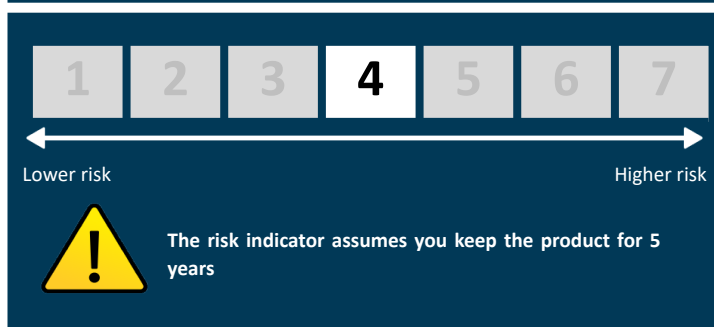 1 2 3 4 5 6 7
Lower risk Higher risk
The risk indicator assumes you keep the product for 5
years